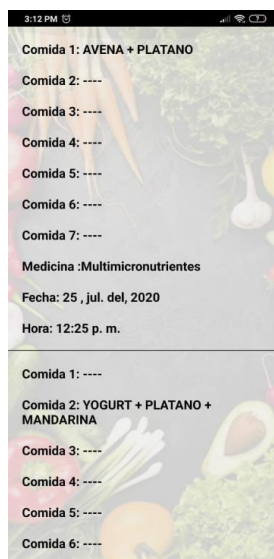 3:12 PM
Comida 1: AVENA + PLATANO
Comida 2: ----
Comida 3: ----
Comida 4: ----
Comida 5: ----
Comida 6: ----
Comida 7: ----
Medicina :Multimicronutrientes
Fecha: 25 , jul. del, 2020
Hora: 12:25 p. m.
Comida 1: ----
Comida 2: YOGURT + PLATANO +
MANDARINA
Comida 3: ----
Comida 4: ----
Comida 5: ----
Comida 6: ----